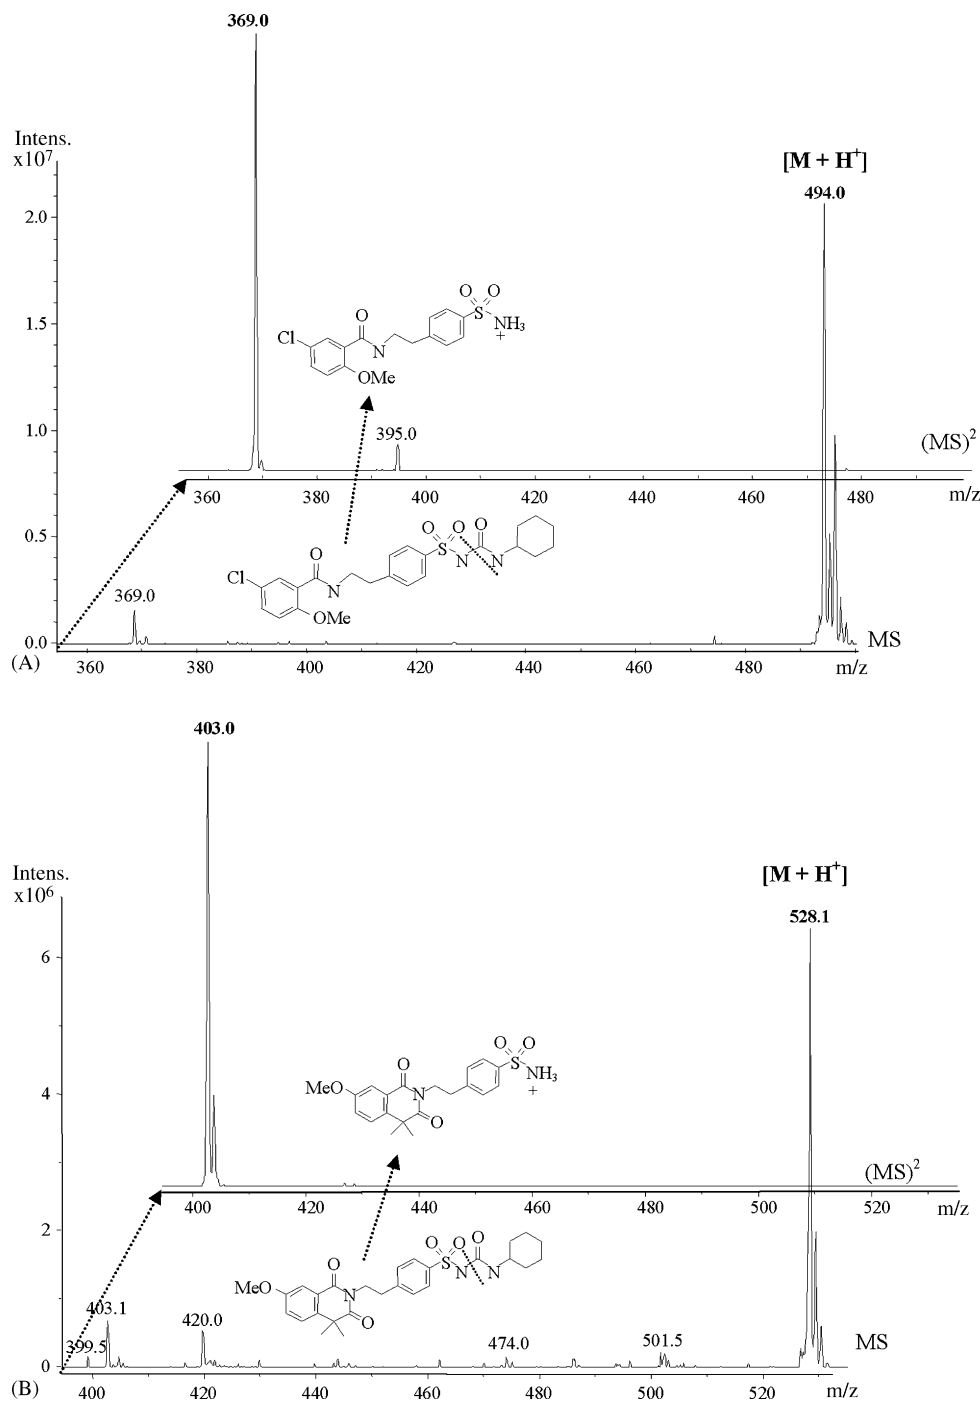 369.0
Intens.
x10⁷
[M + H⁺]
494.0
2.0
1.5
1.0
0.5
0.0
O O
S
NH₃
+
O
Cl
N
OMe
395.0
(MS)²
360 380 400 420 440 460 480
m/z
O O O
S N N
O
Cl
N
OMe
369.0
MS
(A)
360 380 400 420 440 460 480
m/z
403.0
Intens.
x10⁶
[M + H⁺]
528.1
6
4
2
0
O O
S
NH₃
+
O
MeO
N
O
(MS)²
400 420 440 460 480 500 520
m/z
O O O
S N N
O
MeO
N
O
403.1
399.5
420.0
474.0
501.5
MS
(B)
400 420 440 460 480 500 520
m/z